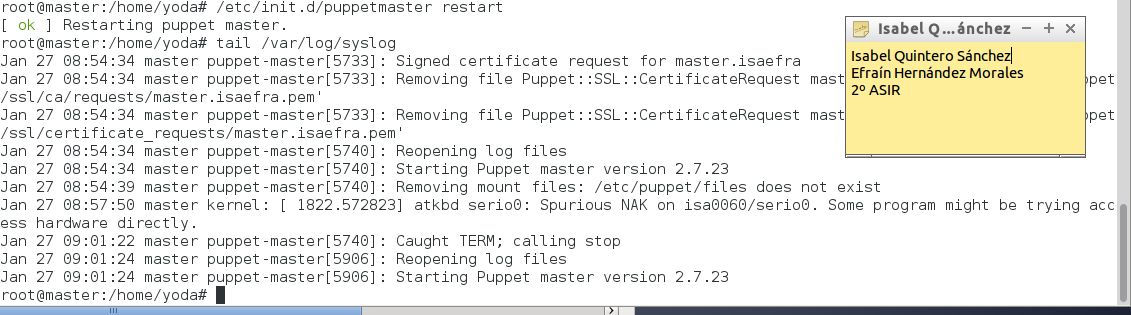 root@master:/home/yoda# /etc/init.d/puppetmaster restart
[ ok ] Restarting puppet master.
root@master:/home/yoda# tail /var/log/syslog
Jan 27 08:54:34 master puppet-master[5733]: Signed certificate request for master.isaefra
Jan 27 08:54:34 master puppet-master[5733]: Removing file Puppet::SSL::CertificateRequest mast ppet
/ssl/ca/requests/master.isaefra.pem'
Jan 27 08:54:34 master puppet-master[5733]: Removing file Puppet::SSL::CertificateRequest mast ppet
/ssl/certificate_requests/master.isaefra.pem'
Jan 27 08:54:34 master puppet-master[5740]: Reopening log files
Jan 27 08:54:34 master puppet-master[5740]: Starting Puppet master version 2.7.23
Jan 27 08:54:39 master puppet-master[5740]: Removing mount files: /etc/puppet/files does not exist
Jan 27 08:57:50 master kernel: [ 1822.572823] atkbd serio0: Spurious NAK on isa0060/serio0. Some program might be trying acc
ess hardware directly.
Jan 27 09:01:22 master puppet-master[5740]: Caught TERM; calling stop
Jan 27 09:01:24 master puppet-master[5906]: Reopening log files
Jan 27 09:01:24 master puppet-master[5906]: Starting Puppet master version 2.7.23
root@master:/home/yoda#
Isabel Q...ánchez
Isabel Quintero Sánchez
Efraín Hernández Morales
2º ASIR